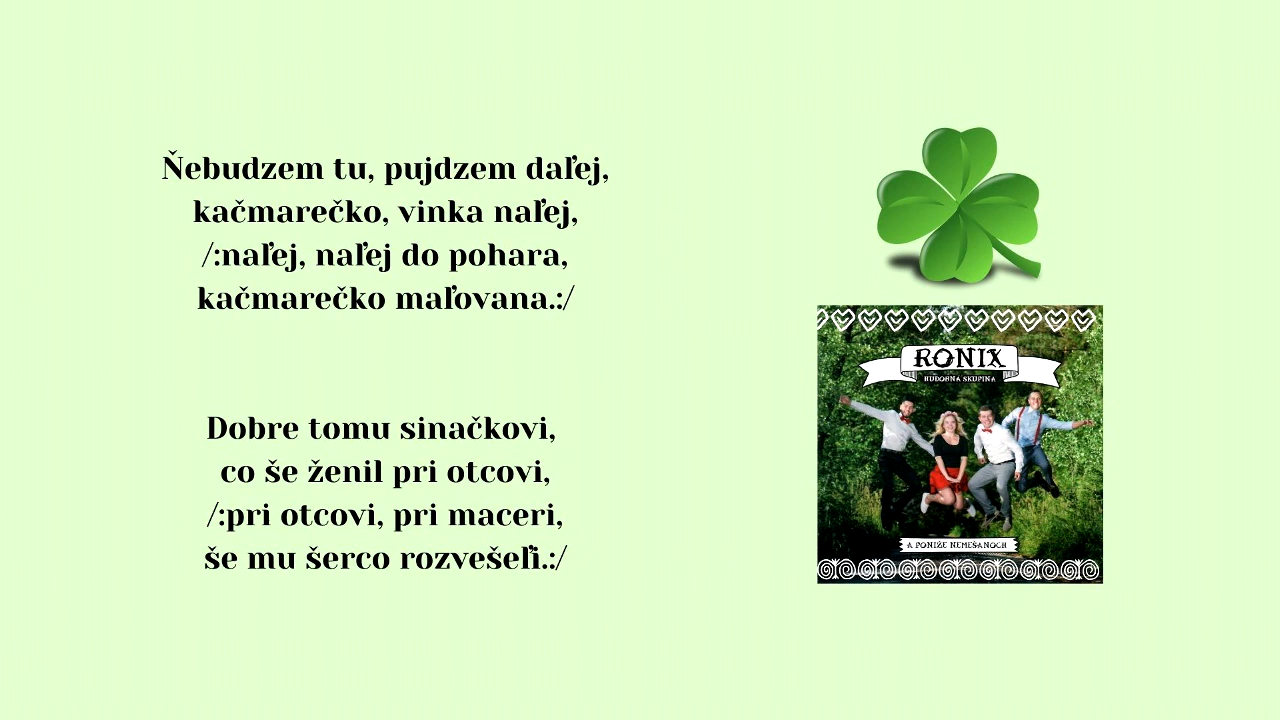 Ňebudzem tu, pujdzem daľej,
kačmarečko, vinka naľej,
/:naľej, naľej do pohara,
kačmarečko maľovana.:/
Dobre tomu sinačkovi,
co še ženil pri otcovi,
/:pri otcovi, pri maceri,
še mu šerco rozvešeľi.:/
RONIX
HUDOBNA SKUPINA
A PONIŽE NEMEŠANOCH